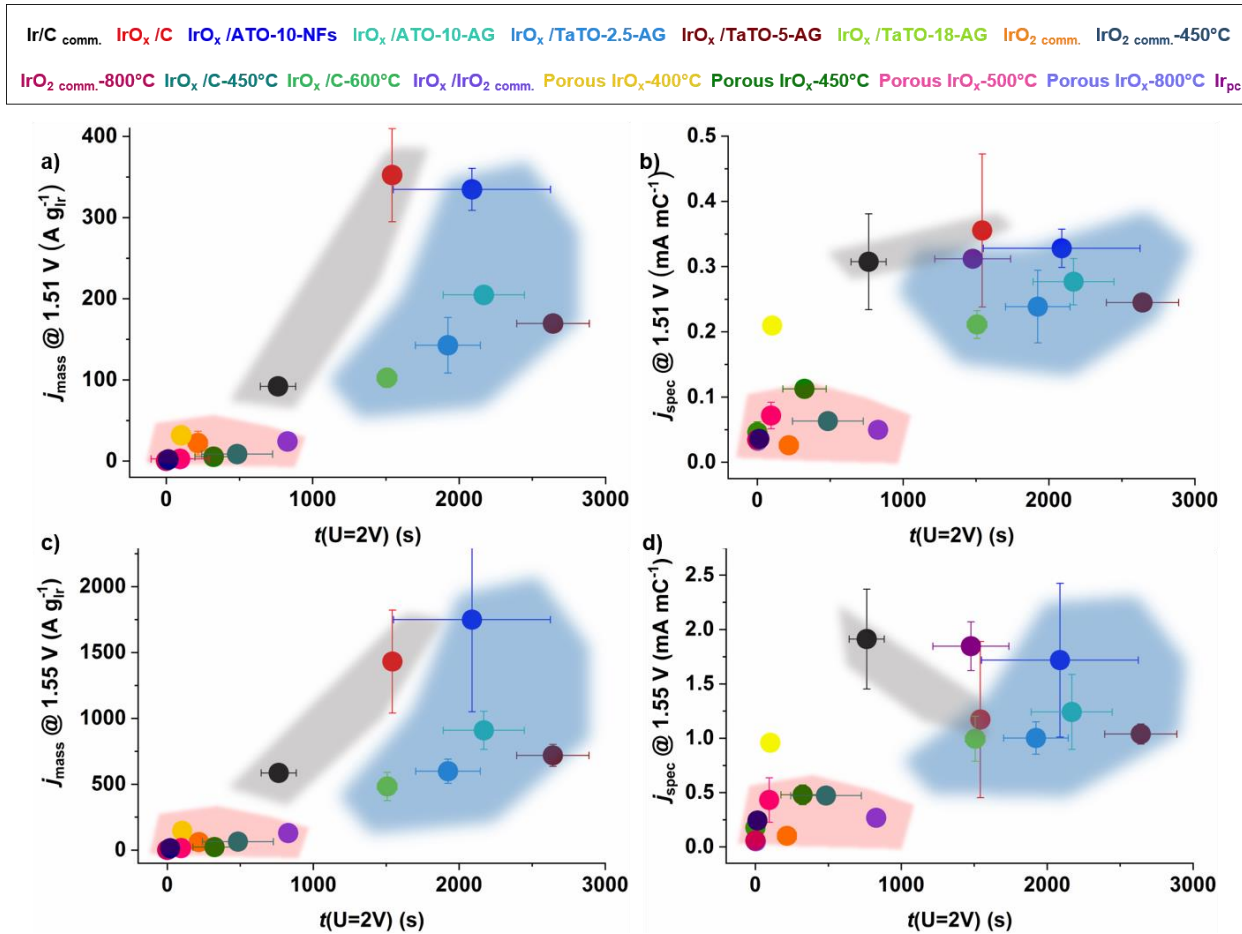 Ir/C comm. IrOx /C IrOx /ATO-10-NFs IrOx /ATO-10-AG IrOx /TaTO-2.5-AG IrOx /TaTO-5-AG IrOx /TaTO-18-AG IrO2 comm. IrO2 comm.-450°C
IrO2 comm.-800°C IrOx /C-450°C IrOx /C-600°C IrOx /IrO2 comm. Porous IrOx-400°C Porous IrOx-450°C Porous IrOx-500°C Porous IrOx-800°C Irpc
a)
jmass @ 1.51 V (A gIr-1)
400
300
200
100
0
0 1000 2000 3000
t(U=2V) (s)
b)
jspec @ 1.51 V (mA mC-1)
0.5
0.4
0.3
0.2
0.1
0.0
0 1000 2000 3000
t(U=2V) (s)
c)
jmass @ 1.55 V (A gIr-1)
2000
1500
1000
500
0
0 1000 2000 3000
t(U=2V) (s)
d)
jspec @ 1.55 V (mA mC-1)
2.5
2.0
1.5
1.0
0.5
0.0
0 1000 2000 3000
t(U=2V) (s)